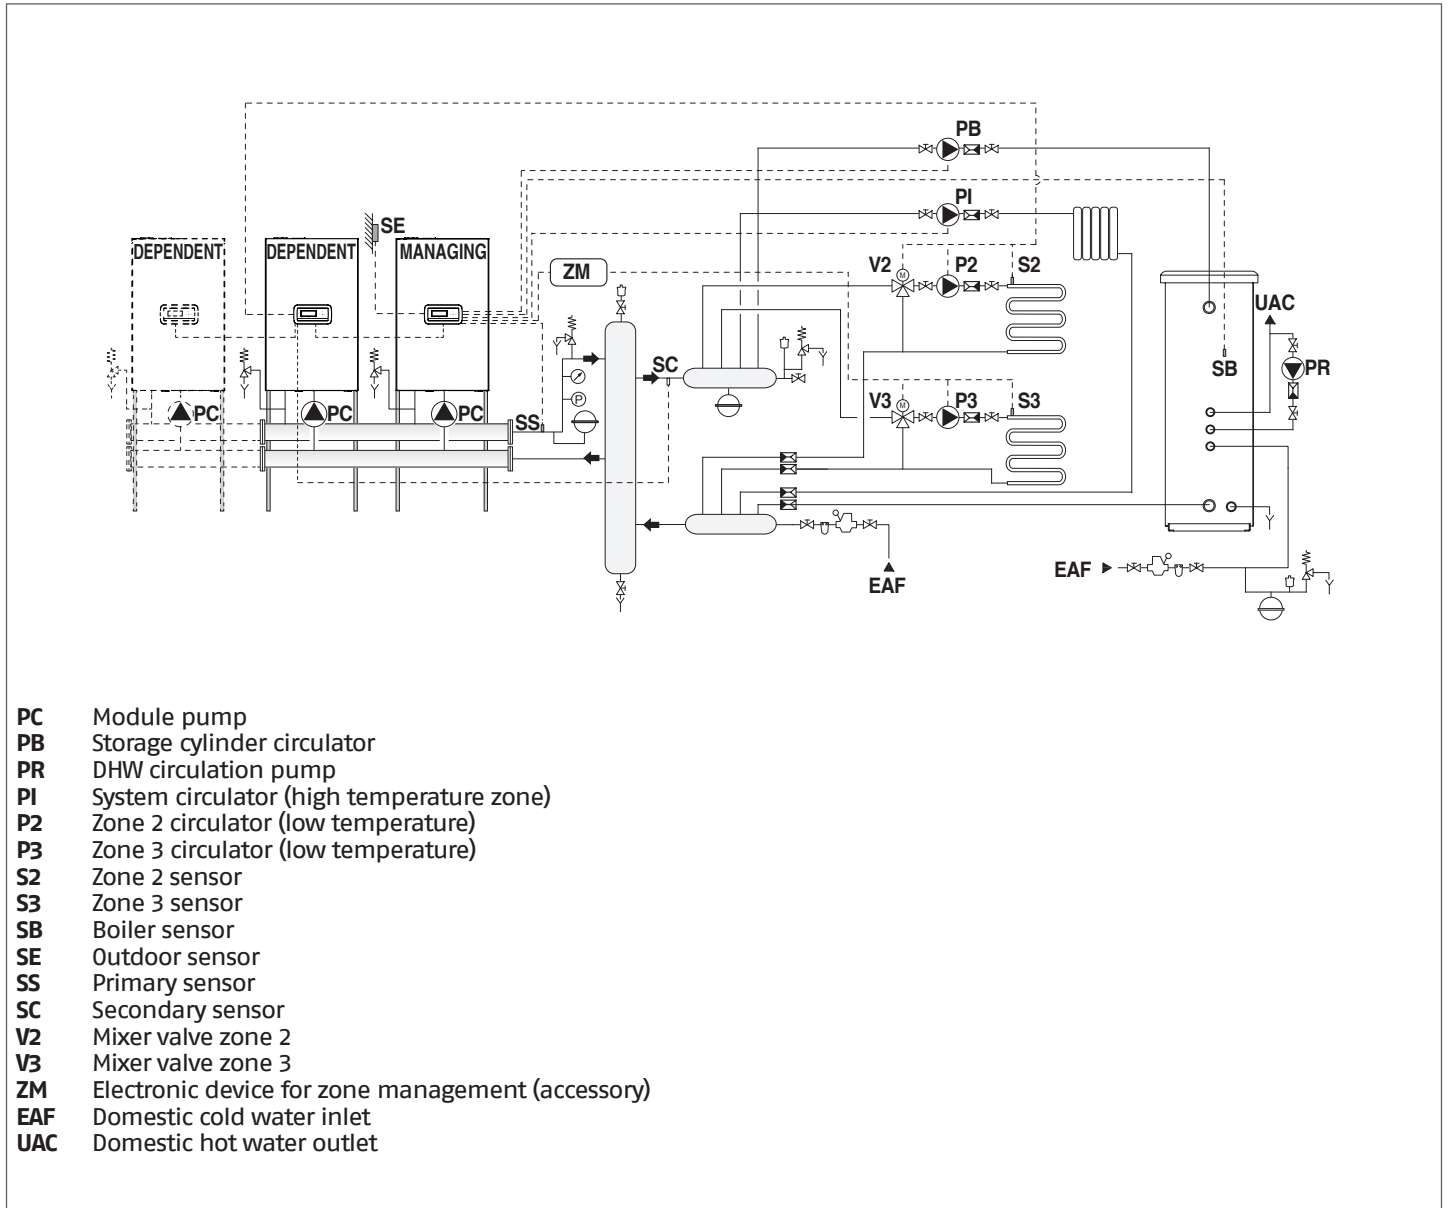 PB
PI
SE
DEPENDENT DEPENDENT MANAGING
ZM
V2 P2 S2
UAC
M
SC
SB PR
V3 P3 S3
M
P
PC PC PC SS
EAF
EAF
PC Module pump
PB Storage cylinder circulator
PR DHW circulation pump
PI System circulator (high temperature zone)
P2 Zone 2 circulator (low temperature)
P3 Zone 3 circulator (low temperature)
S2 Zone 2 sensor
S3 Zone 3 sensor
SB Boiler sensor
SE Outdoor sensor
SS Primary sensor
SC Secondary sensor
V2 Mixer valve zone 2
V3 Mixer valve zone 3
ZM Electronic device for zone management (accessory)
EAF Domestic cold water inlet
UAC Domestic hot water outlet